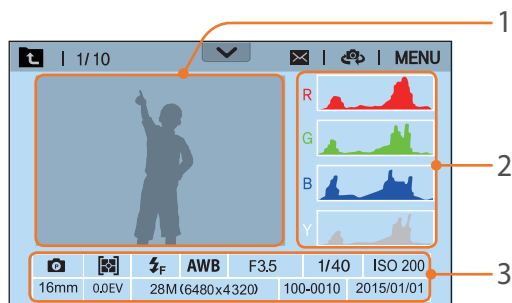 1
1/10 MENU
R
G
B
Y
2
P AWB F3.5 1/40 ISO 200
16mm 0.0EV 28M (6480x4320) 100-0010 2015/01/01
3